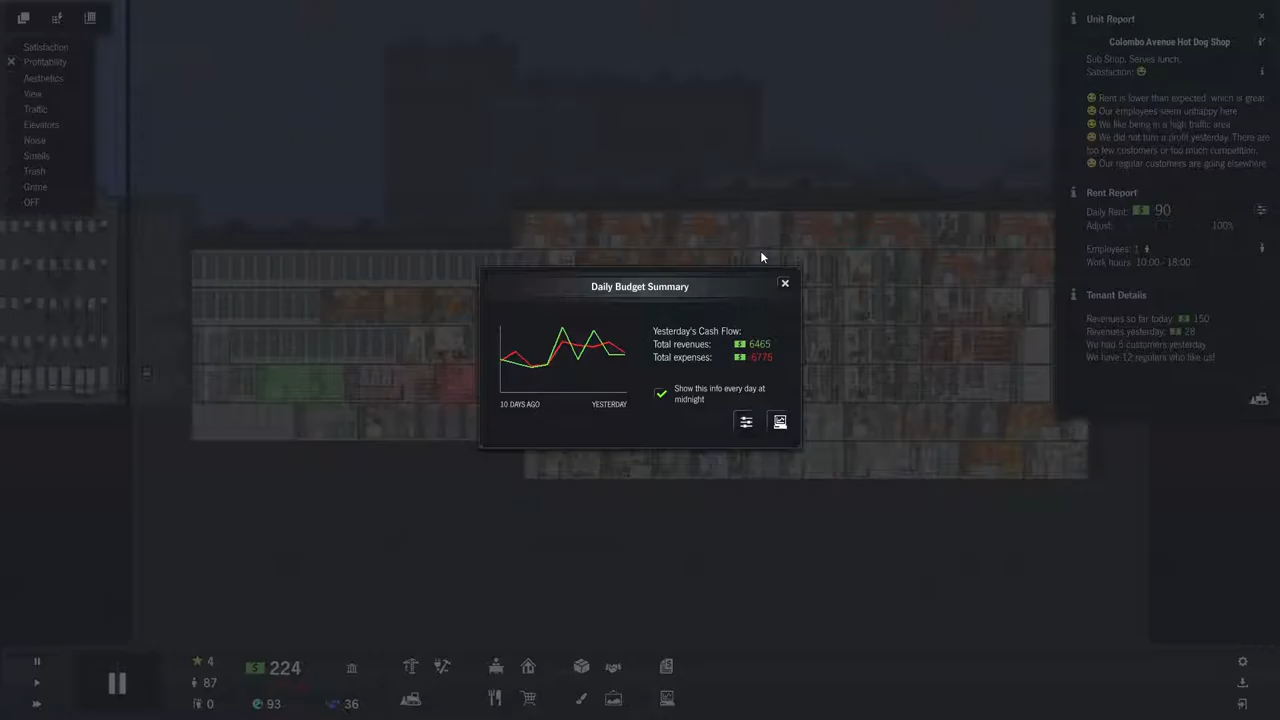 Satisfaction
Profitability
Aesthetics
View
Traffic
Elevators
Noise
Smells
Trash
Grime
OFF
Unit Report
Colombo Avenue Hot Dog Shop
Sub Shop. Serves lunch.
Satisfaction:
Rent is lower than expected, which is great
Our employees seem unhappy here
We like being in a high traffic area
We did not turn a profit yesterday. There are
too few customers or too much competition.
Our regular customers are going elsewhere
Rent Report
Daily Rent: 90
Adjust: 100%
Employees: 1
Work hours: 10:00 - 18:00
Tenant Details
Revenues so far today: 150
Revenues yesterday: 28
We had 5 customers yesterday
We have 12 regulars who like us!
Daily Budget Summary
Yesterday's Cash Flow:
Total revenues: 6465
Total expenses: -6775
Show this info every day at
midnight
10 DAYS AGO YESTERDAY
4
224
87
0
93
36